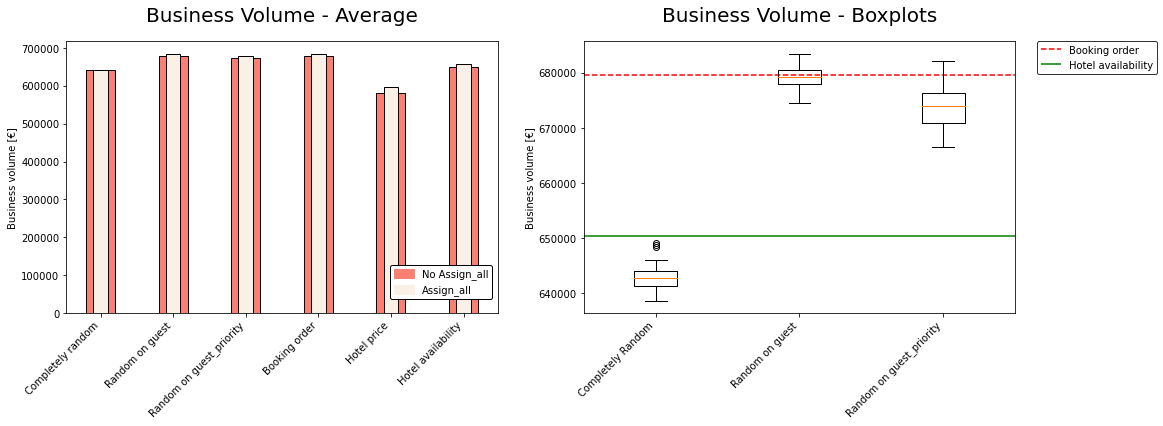 Business Volume - Average
Business volume [€]
700000
600000
500000
400000
300000
200000
100000
0
No Assign_all
Assign_all
Completely random
Random on guest
Random on guest_priority
Booking order
Hotel price
Hotel availability
Business Volume - Boxplots
Business volume [€]
680000
670000
660000
650000
640000
Completely Random
Random on guest
Random on guest_priority
Booking order
Hotel availability